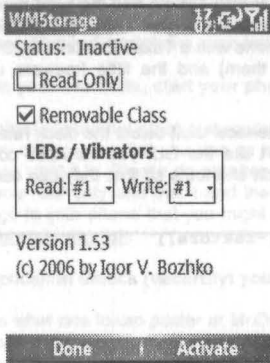 WM5torage
Status: Inactive
Read-Only
Removable Class
LEDs / Vibrators
Read: #1 Write: #1
Version 1.53
(c) 2006 by Igor V. Bozhko
Done Activate